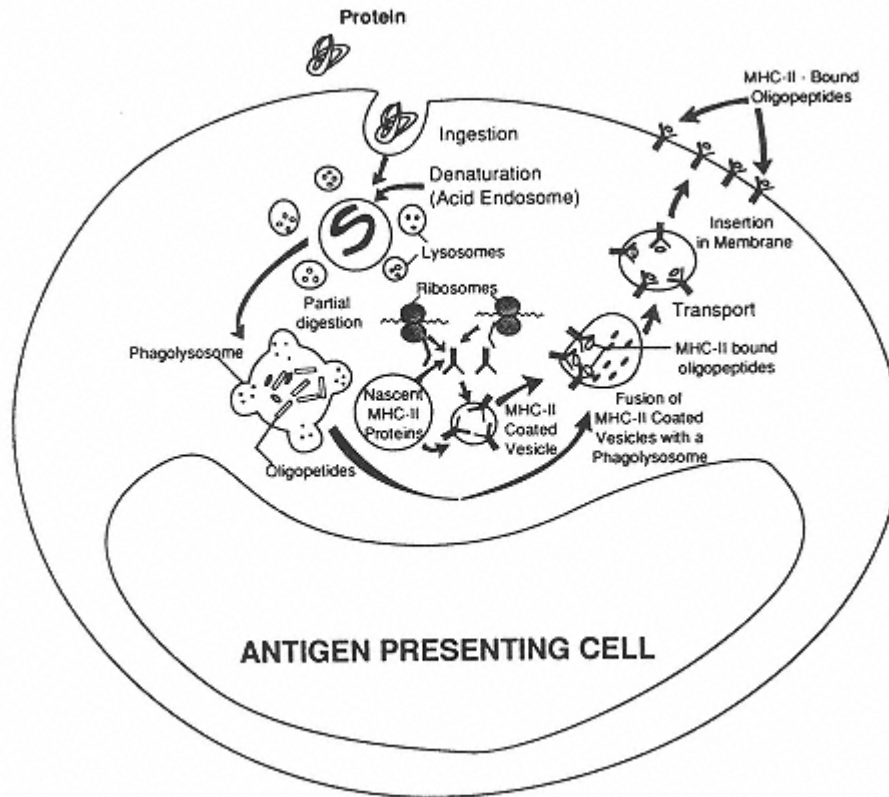 Protein
MHC-II - Bound
Oligopeptides
Ingestion
Denaturation
(Acid Endosome)
Lysosomes
Insertion
in Membrane
Ribosomes
Partial
digestion
Transport
Phagolysosome
MHC-II bound
oligopeptides
Nascent
MHC-II
Proteins
MHC-II
Coated
Vesicle
Fusion of
MHC-II Coated
Vesicles with a
Phagolysosome
Oligopetides
ANTIGEN PRESENTING CELL